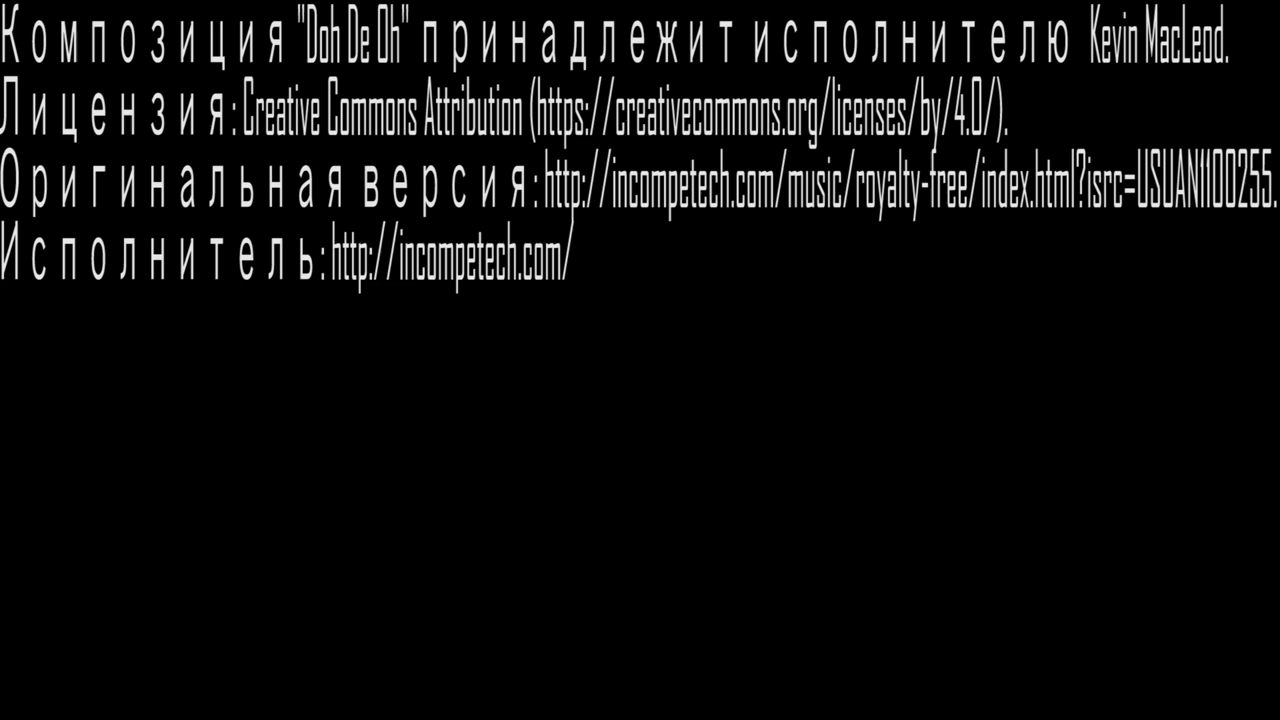 Композиция "Doh De Oh" принадлежит исполнителю Kevin MacLeod.
Лицензия: Creative Commons Attribution (https://creativecommons.org/licenses/by/4.0/).
Оригинальная версия: http://incompetech.com/music/royalty-free/index.html?isrc=USUAN1100255.
Исполнитель: http://incompetech.com/